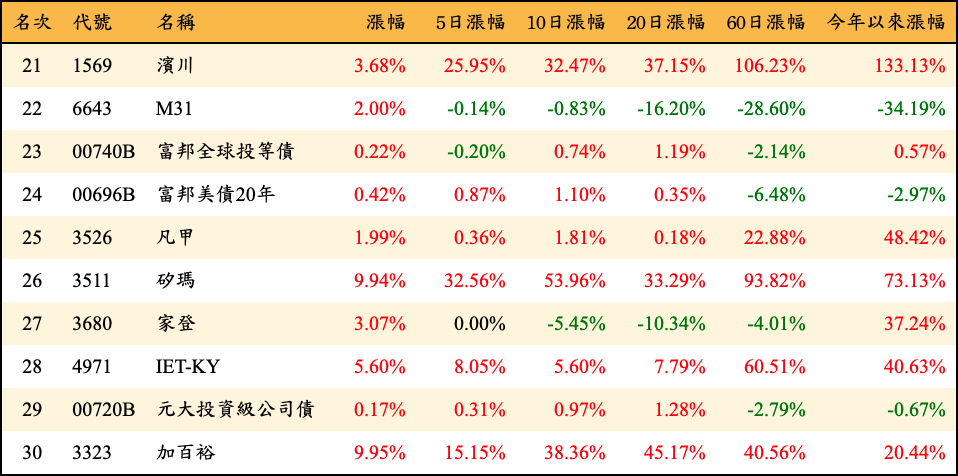 名次 代號 名稱 漲幅 5日漲幅 10日漲幅 20日漲幅 60日漲幅 今年以來漲幅
21 1569 濱川 3.68% 25.95% 32.47% 37.15% 106.23% 133.13%
22 6643 M31 2.00% -0.14% -0.83% -16.20% -28.60% -34.19%
23 00740B 富邦全球投等債 0.22% -0.20% 0.74% 1.19% -2.14% 0.57%
24 00696B 富邦美債20年 0.42% 0.87% 1.10% 0.35% -6.48% -2.97%
25 3526 凡甲 1.99% 0.36% 1.81% 0.18% 22.88% 48.42%
26 3511 矽瑪 9.94% 32.56% 53.96% 33.29% 93.82% 73.13%
27 3680 家登 3.07% 0.00% -5.45% -10.34% -4.01% 37.24%
28 4971 IET-KY 5.60% 8.05% 5.60% 7.79% 60.51% 40.63%
29 00720B 元大投資級公司債 0.17% 0.31% 0.97% 1.28% -2.79% -0.67%
30 3323 加百裕 9.95% 15.15% 38.36% 45.17% 40.56% 20.44%